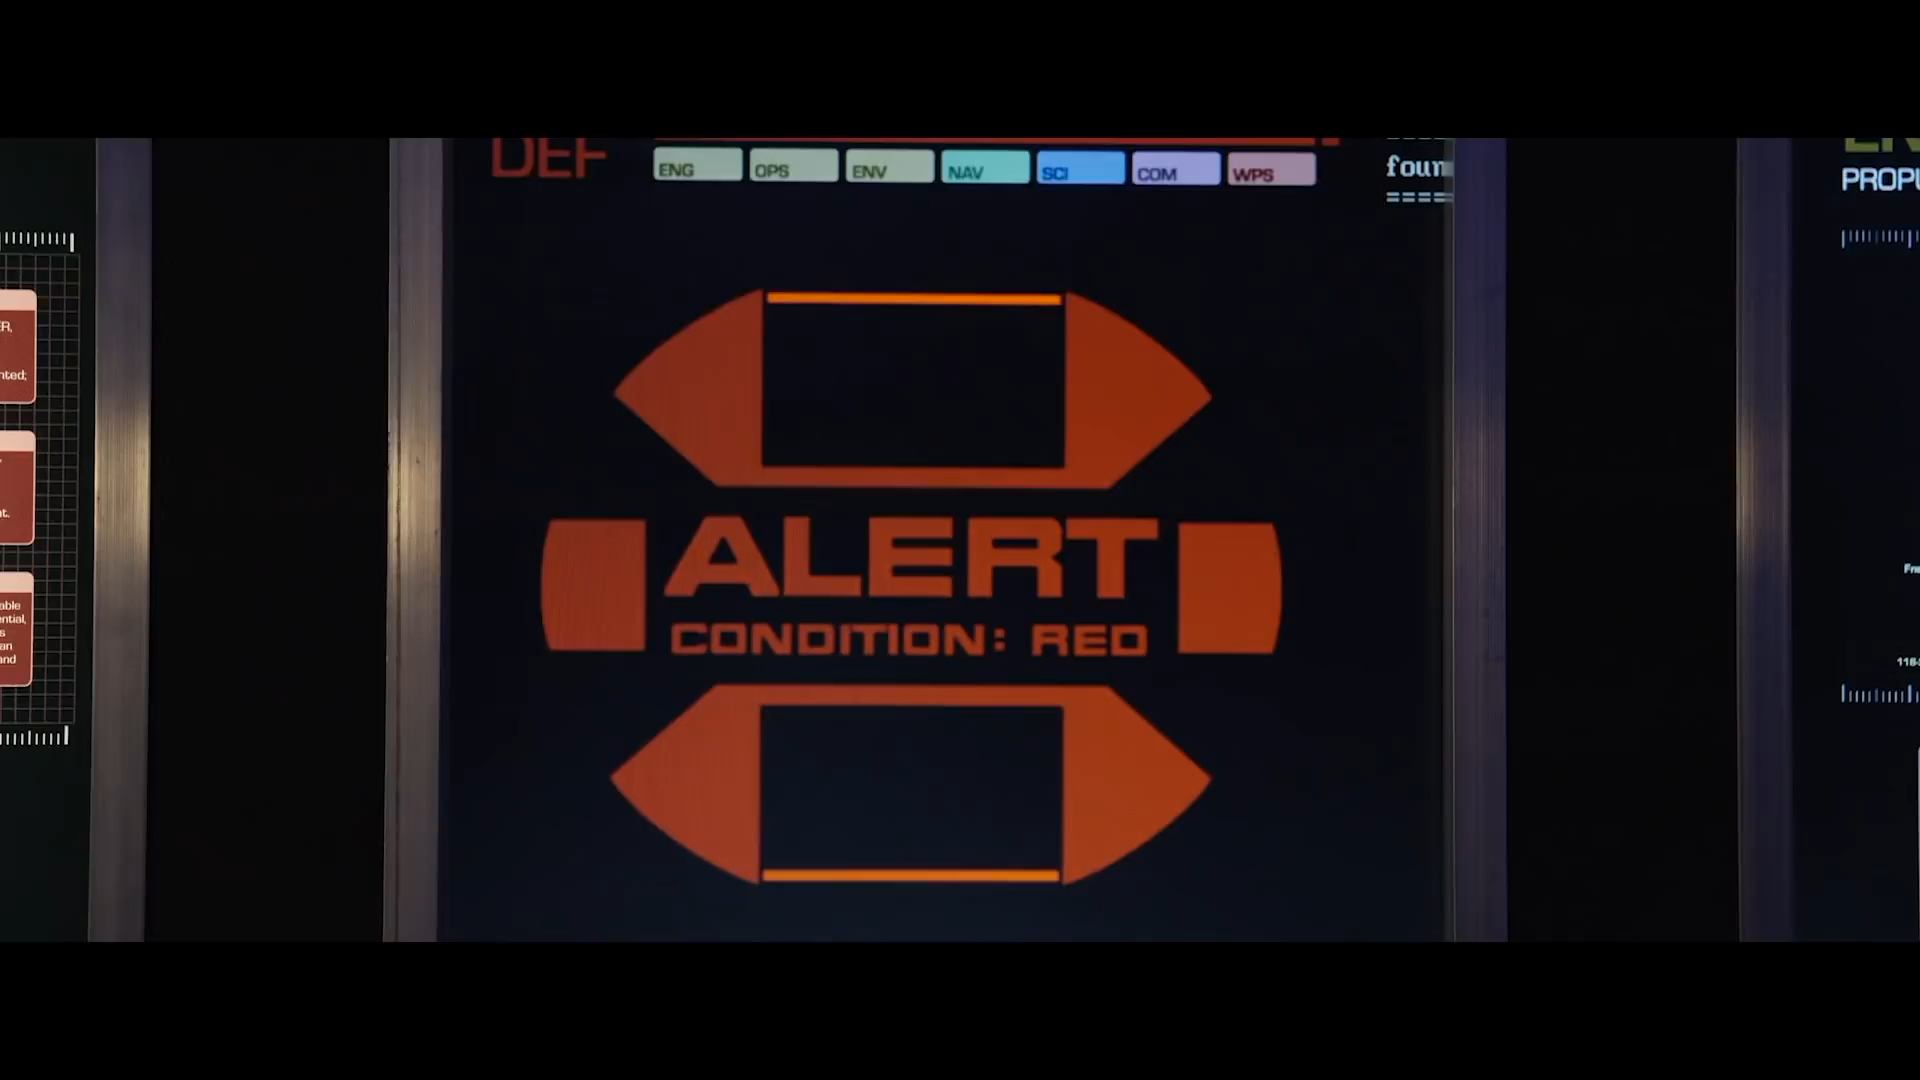 DEF
ENG OPS ENV NAV SCI COM WPS
ALERT
CONDITION: RED
PROPU